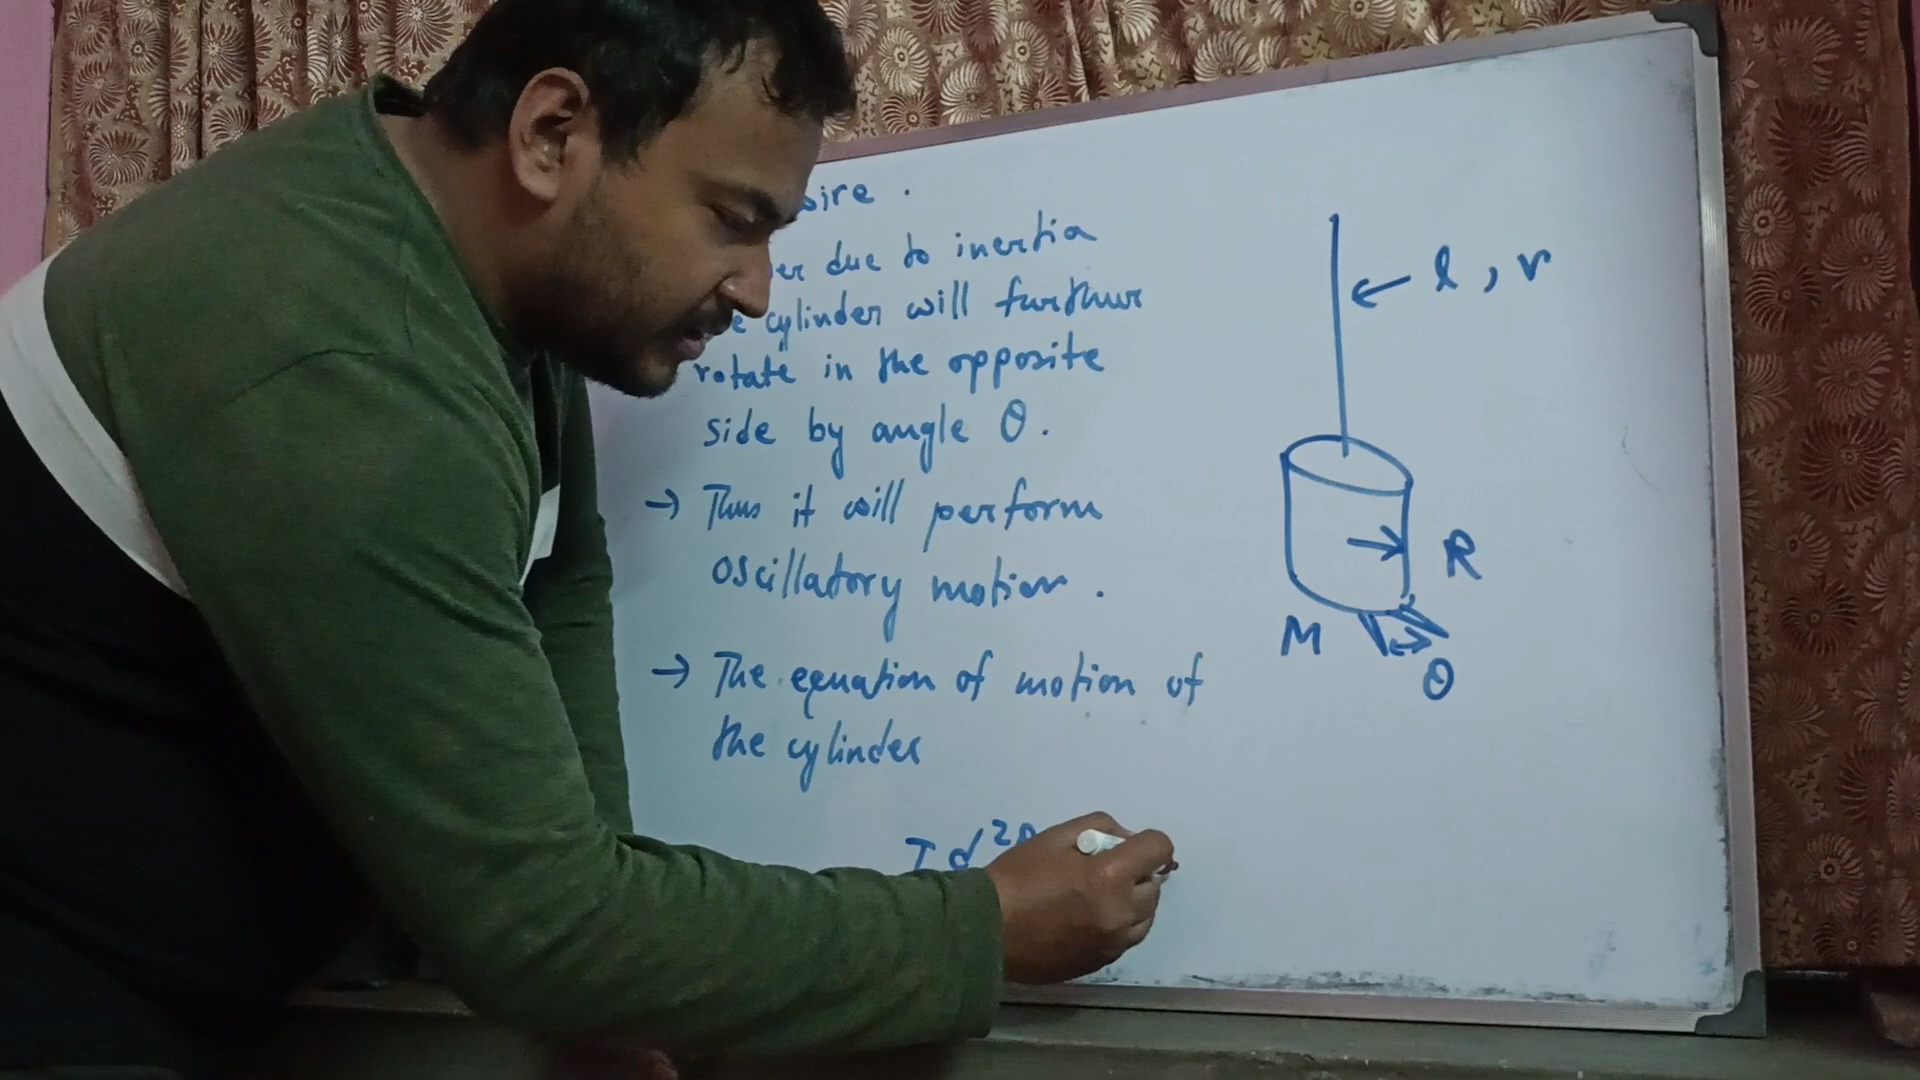 due to inertia
cylinder will further
rotate in the opposite
side by angle θ.
→ Thus it will perform
oscillatory motion.
→ The equation of motion of
the cylinder
I d²
l, r
R
M
θ